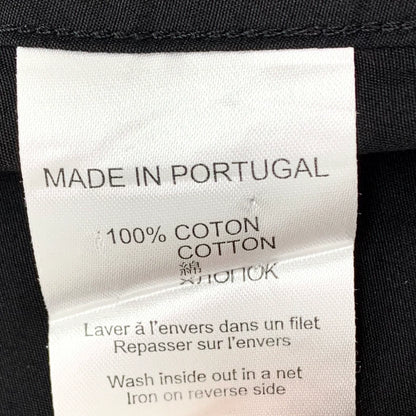 MADE IN PORTUGAL
100% COTON
COTTON
綿
ХЛОПОК
Laver à l'envers dans un filet
Repasser sur l'envers
Wash inside out in a net
Iron on reverse side